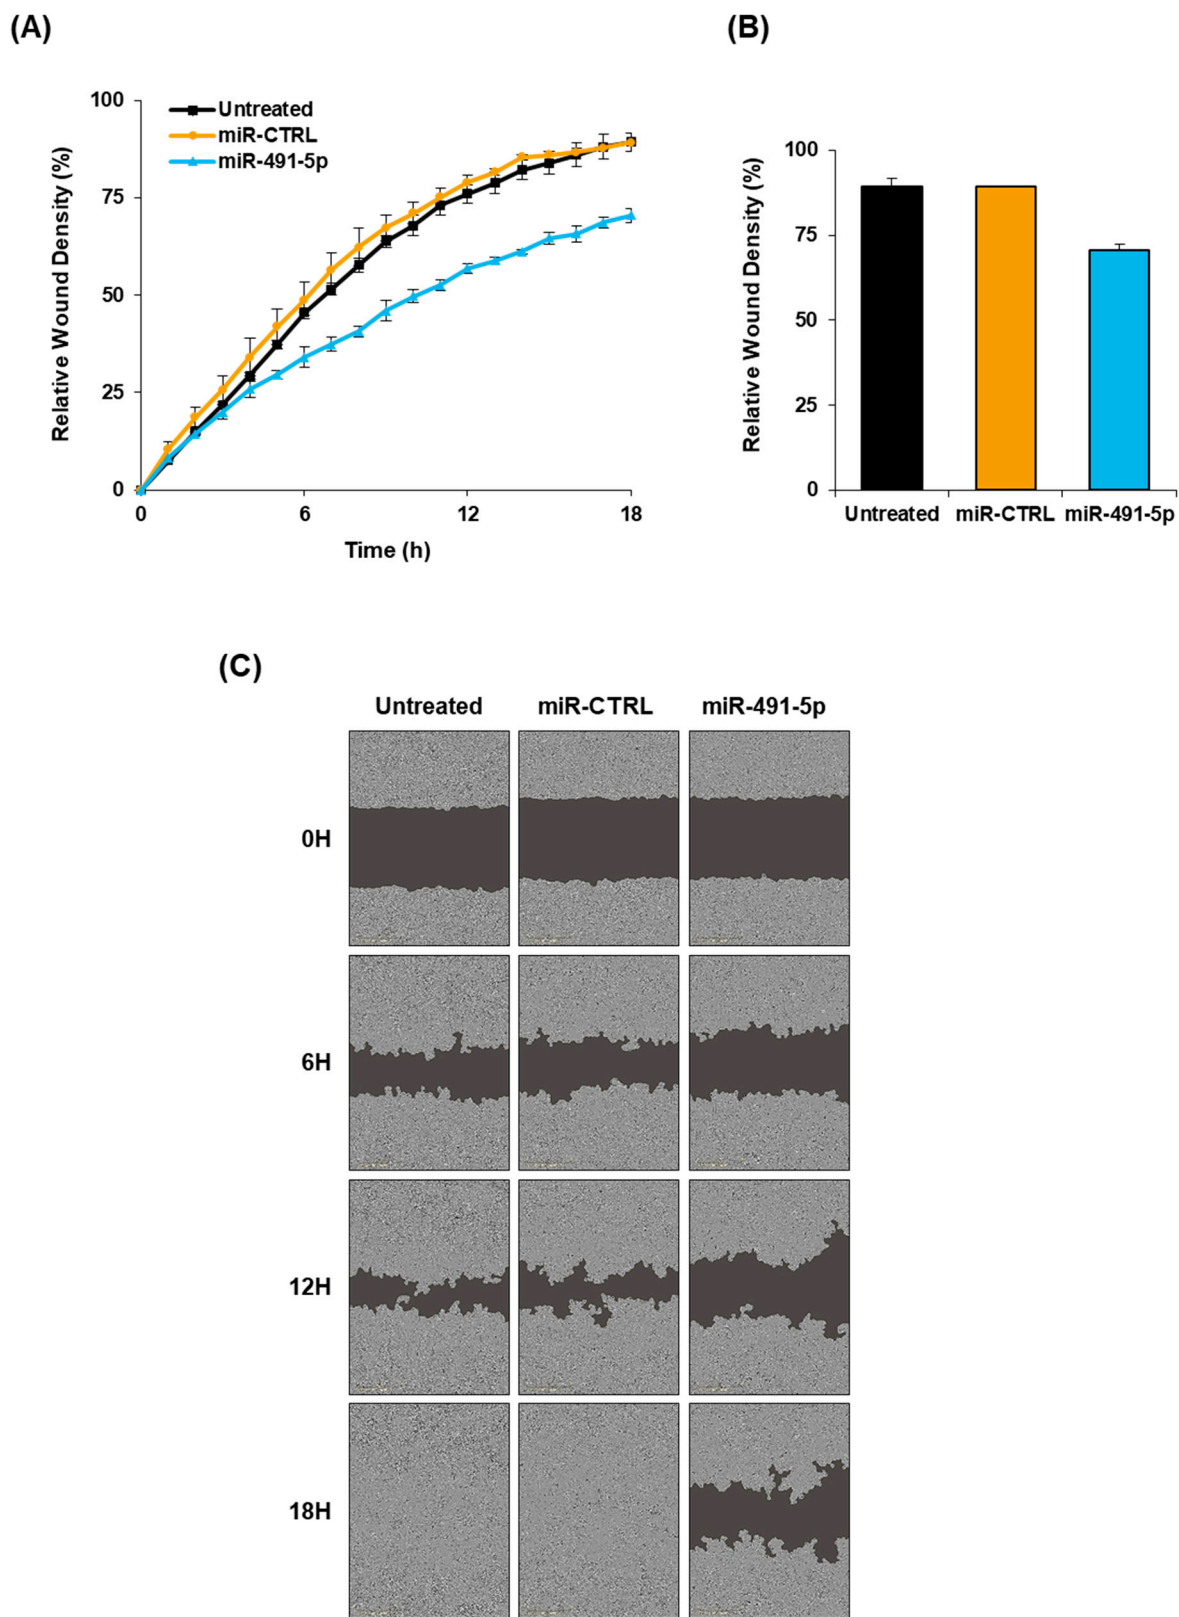 (A)
Relative Wound Density (%)
100
75
50
25
0
Untreated
miR-CTRL
miR-491-5p
0
6
12
18
Time (h)
(B)
Relative Wound Density (%)
100
75
50
25
0
Untreated
miR-CTRL
miR-491-5p
(C)
Untreated
miR-CTRL
miR-491-5p
0H
6H
12H
18H